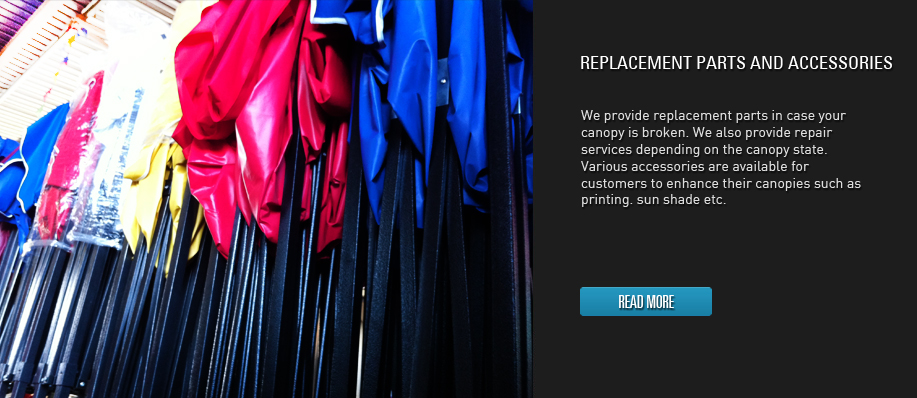 REPLACEMENT PARTS AND ACCESSORIES
We provide replacement parts in case your
canopy is broken. We also provide repair
services depending on the canopy state.
Various accessories are available for
customers to enhance their canopies such as
printing. sun shade etc.
READ MORE